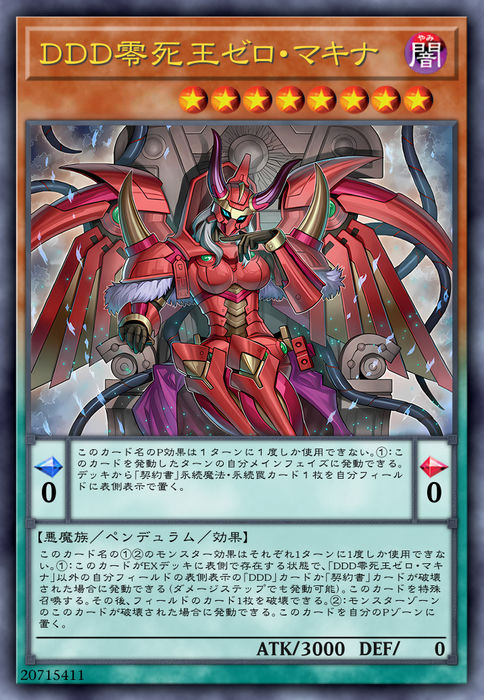 DDD零死王ゼロ・マキナ
やみ
闇
このカード名のP効果は1ターンに1度しか使用できない。①：こ
のカードを発動したターンの自分メインフェイズに発動できる。
デッキから「契約書」永続魔法・永続罠カード1枚を自分フィール
ドに表側表示で置く。
0
0
【悪魔族／ペンデュラム／効果】
このカード名の①②のモンスター効果はそれぞれ1ターンに1度しか使用でき
ない。①：このカードがEXデッキに表側で存在する状態で、「DDD零死王ゼロ・マ
キナ」以外の自分フィールドの表側表示の「DDD」カードか「契約書」カードが破壊
された場合に発動できる（ダメージステップでも発動可能）。このカードを特殊
召喚する。その後、フィールドのカード1枚を破壊できる。②：モンスターゾーン
のこのカードが破壊された場合に発動できる。このカードを自分のPゾーンに
置く。
ATK/3000 DEF/ 0
20715411